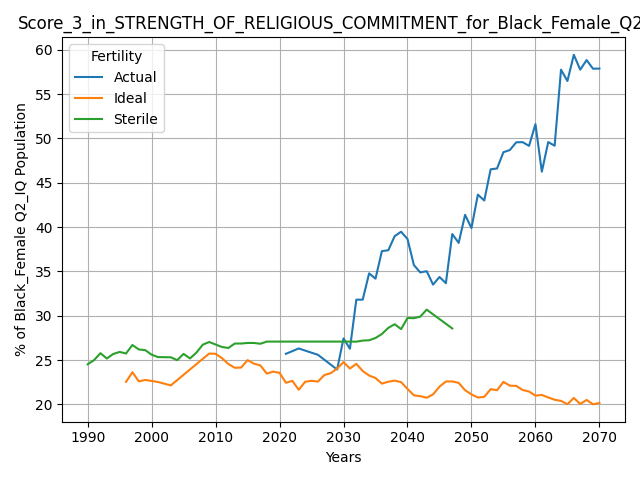 Score_3_in_STRENGTH_OF_RELIGIOUS_COMMITMENT_for_Black_Female_Q2
Fertility
Actual
Ideal
Sterile
% of Black_Female Q2_IQ Population
60
55
50
45
40
35
30
25
20
1990 2000 2010 2020 2030 2040 2050 2060 2070
Years